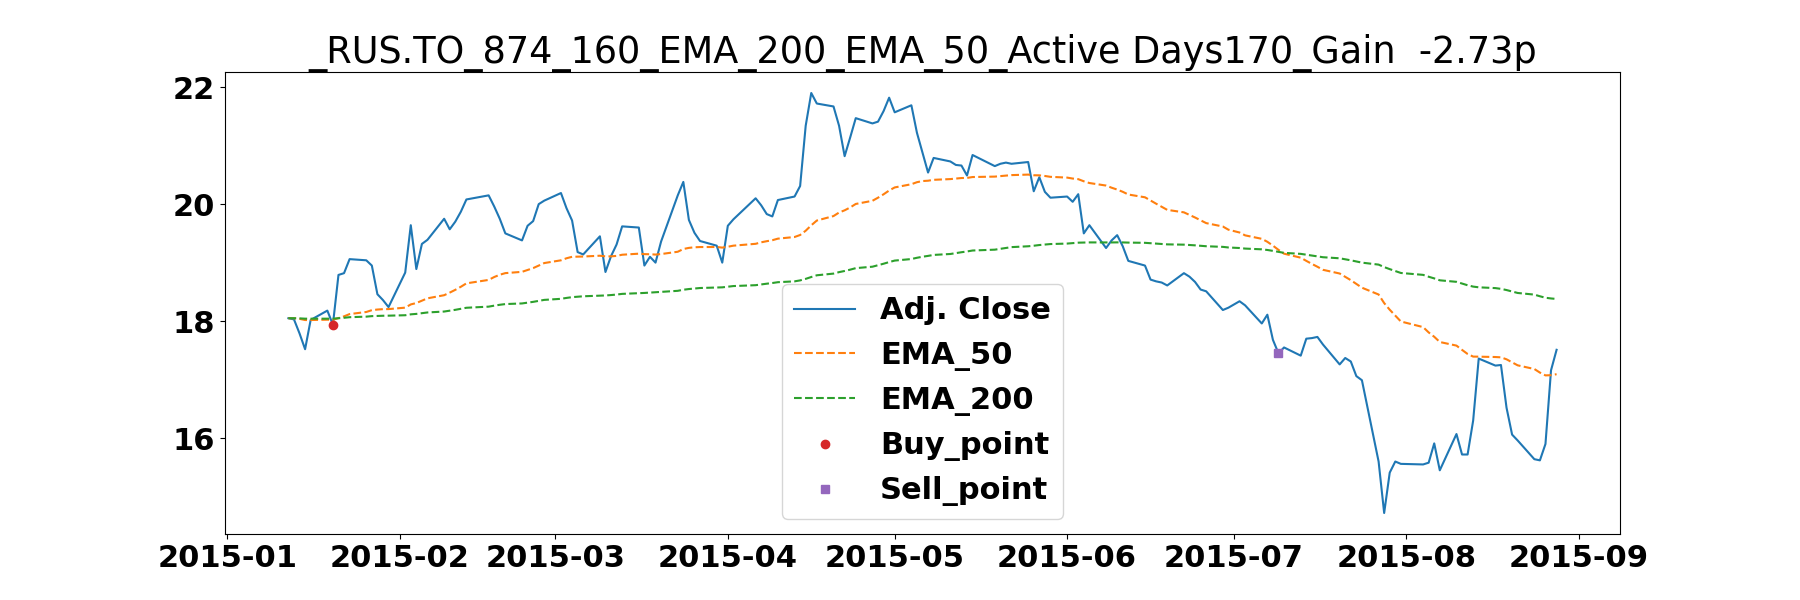 _RUS.TO_874_160_EMA_200_EMA_50_Active Days170_Gain  -2.73p
22
20
18
16
Adj. Close
EMA_50
EMA_200
Buy_point
Sell_point
2015-01 2015-02 2015-03 2015-04 2015-05 2015-06 2015-07 2015-08 2015-09